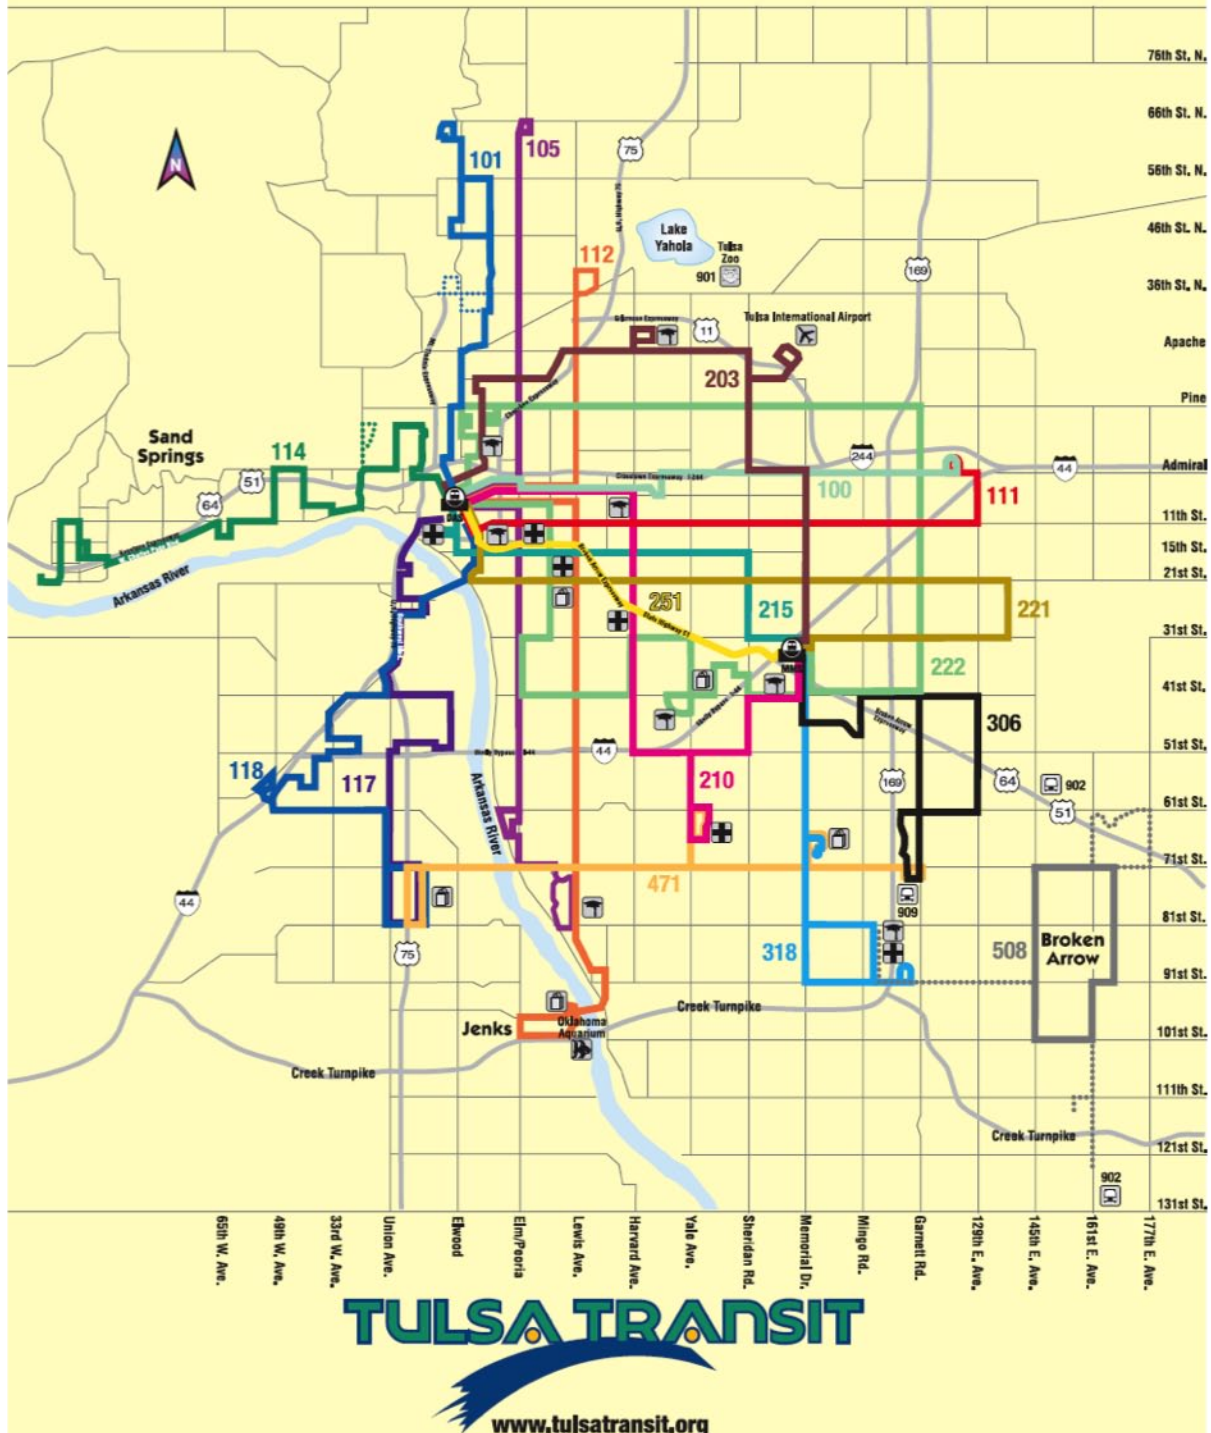 76th St. N.
66th St. N.
56th St. N.
46th St. N.
36th St. N.
Apache
Pine
Admiral
11th St.
15th St.
21st St.
31st St.
41st St.
51st St.
61st St.
71st St.
81st St.
91st St.
101st St.
111th St.
121st St.
131st St.
N
101
105
75
Lake
Yahola
Tulsa
Zoo
901
112
169
Tulsa International Airport
11
203
Sand
Springs
114
51
64
244
44
100
111
Arkansas River
251
215
221
222
MMS
306
44
118
117
210
169
64
902
51
Arkansas River
471
909
44
75
318
508
Broken
Arrow
Jenks
Oklahoma
Aquarium
Creek Turnpike
Creek Turnpike
Creek Turnpike
902
65th W. Ave.
49th W. Ave.
33rd W. Ave.
Union Ave.
Elwood
Elm/Peoria
Lewis Ave.
Harvard Ave.
Yale Ave.
Sheridan Rd.
Memorial Dr.
Mingo Rd.
Garnett Rd.
129th E. Ave.
145th E. Ave.
161st E. Ave.
177th E. Ave.
TULSA TRANSIT
www.tulsatransit.org